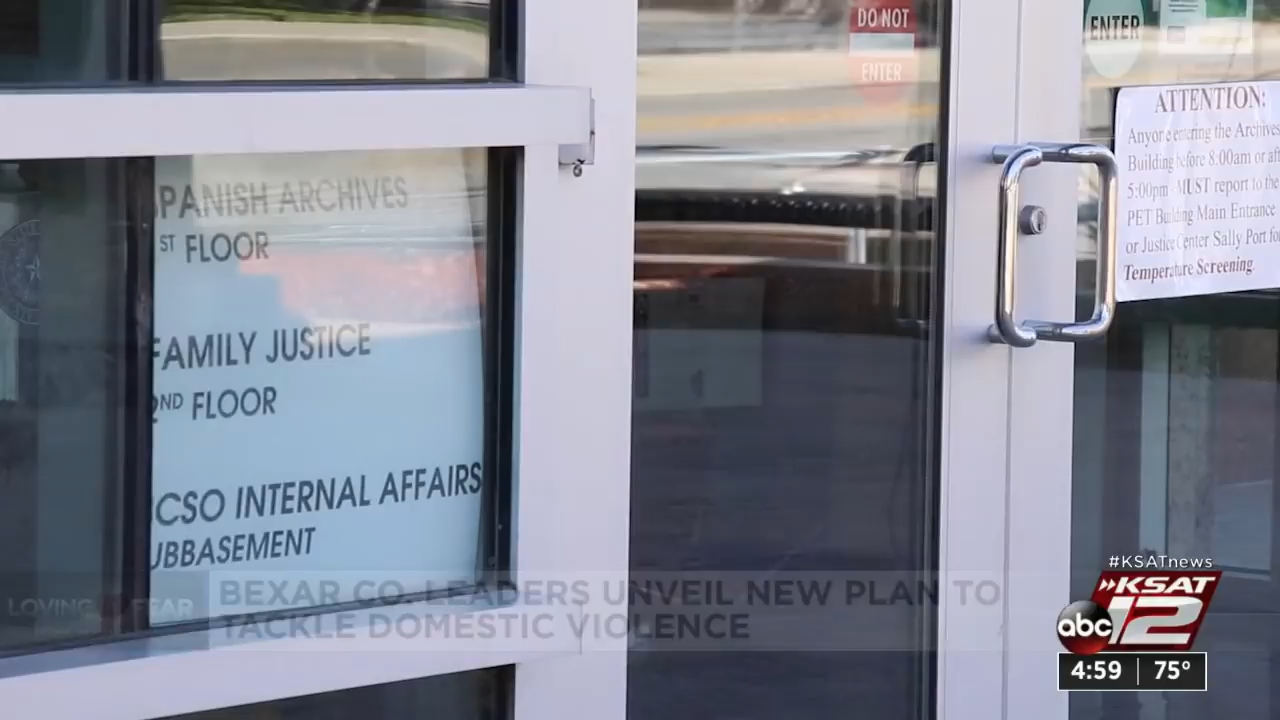 DO NOT
ENTER
ENTER
ATTENTION:
Anyone entering the Archives
Building before 8:00am or aft
5:00pm MUST report to the
PET Building Main Entrance
or Justice Center Sally Port fo
Temperature Screening
SPANISH ARCHIVES
ST FLOOR
FAMILY JUSTICE
2ND FLOOR
CSO INTERNAL AFFAIRS
UBBASEMENT
LOVING FEAR
BEXAR CO. LEADERS UNVEIL NEW PLAN TO
TACKLE DOMESTIC VIOLENCE
#KSATnews
KSAT
abc 12
4:59 75°